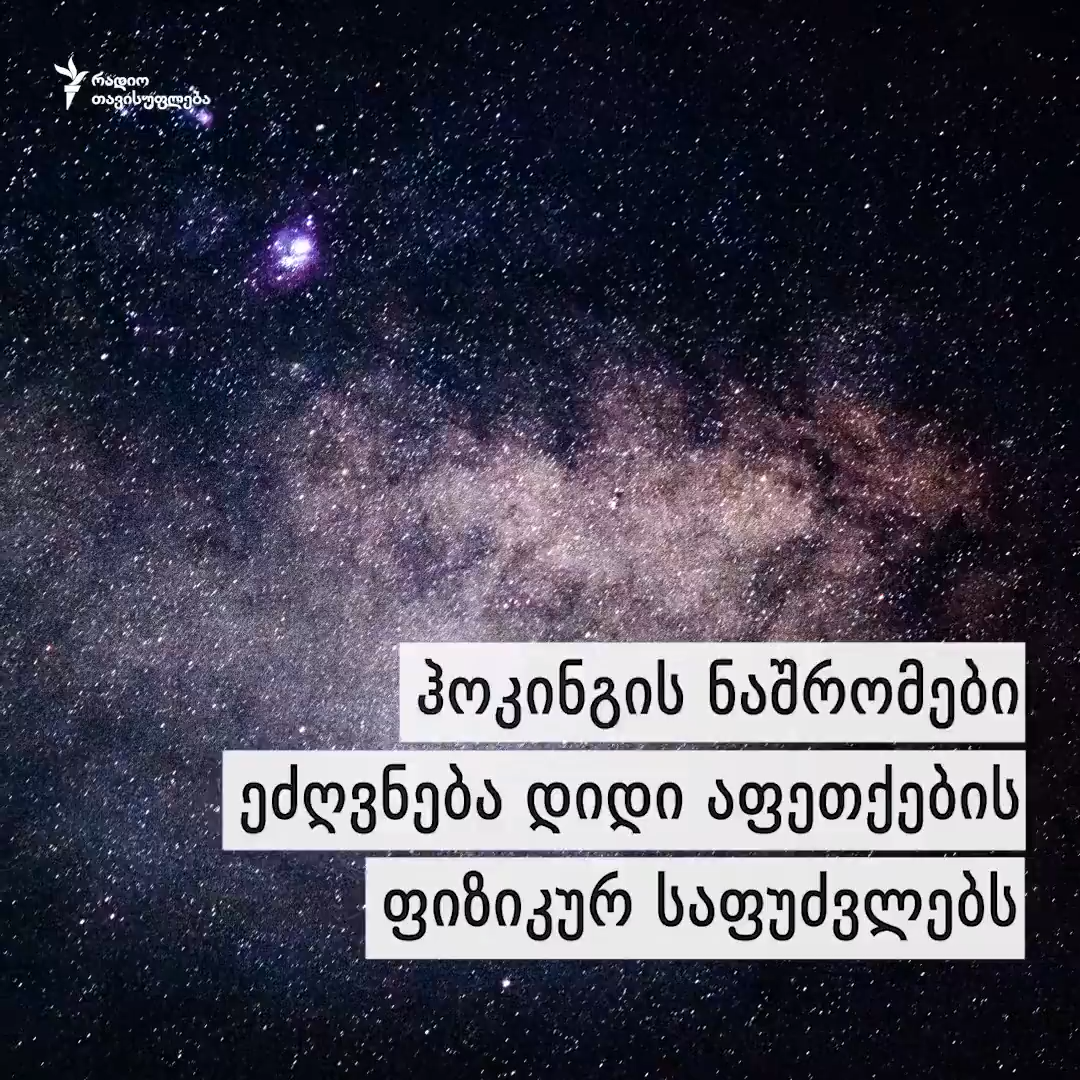 რადიო
თავისუფლება
ჰოკინგის ნაშრომები
ეძღვნება დიდი აფეთქების
ფიზიკურ საფუძვლებს